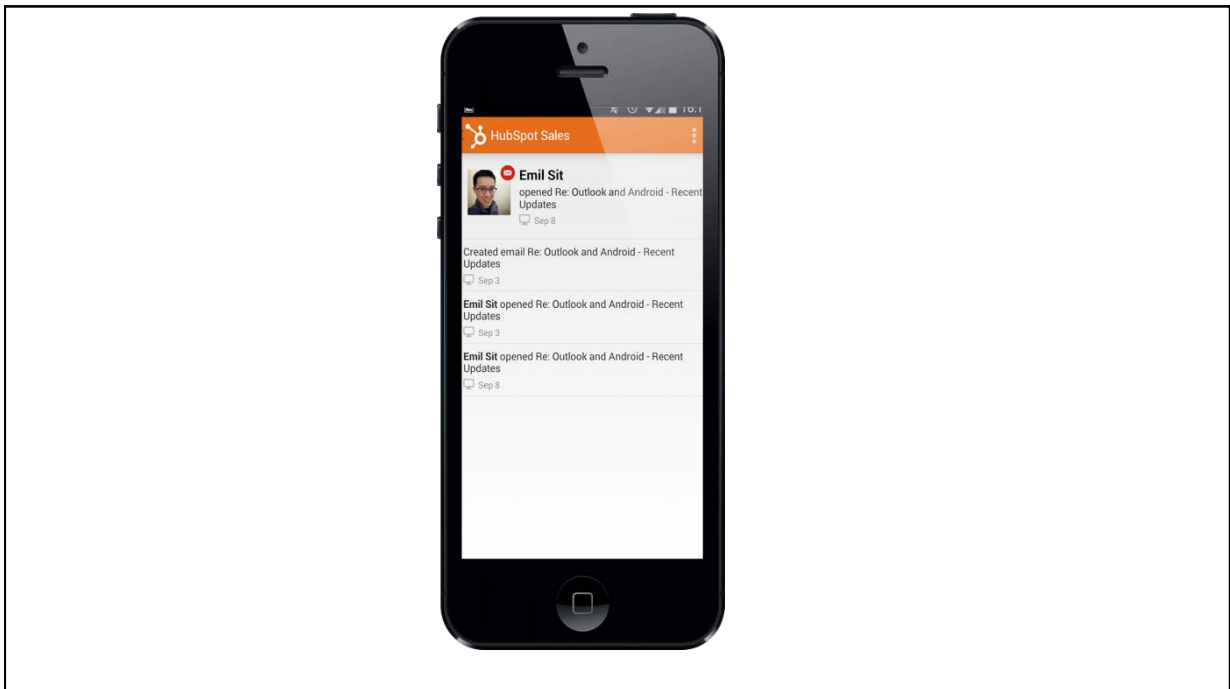 HubSpot Sales
Emil Sit
opened Re: Outlook and Android - Recent
Updates
Sep 8
Created email Re: Outlook and Android - Recent
Updates
Sep 3
Emil Sit opened Re: Outlook and Android - Recent
Updates
Sep 3
Emil Sit opened Re: Outlook and Android - Recent
Updates
Sep 8